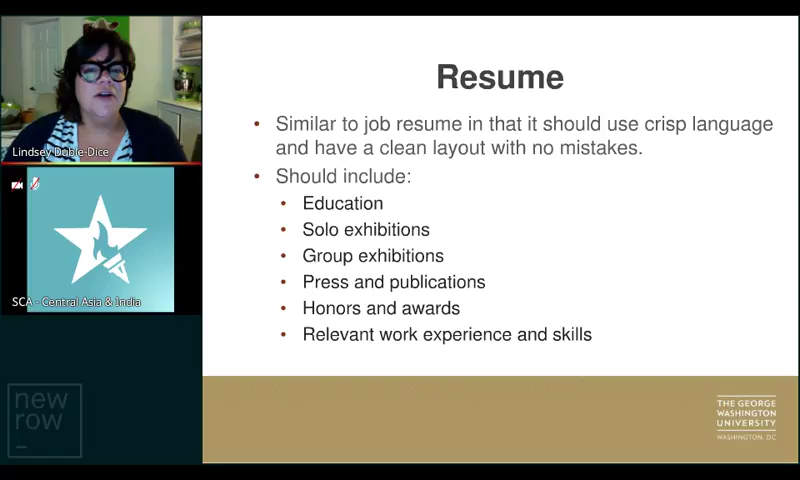 Lindsey Dubie-Dice
SCA - Central Asia & India
new
row
Resume
• Similar to job resume in that it should use crisp language
and have a clean layout with no mistakes.
• Should include:
• Education
• Solo exhibitions
• Group exhibitions
• Press and publications
• Honors and awards
• Relevant work experience and skills
THE GEORGE
WASHINGTON
UNIVERSITY
WASHINGTON, DC